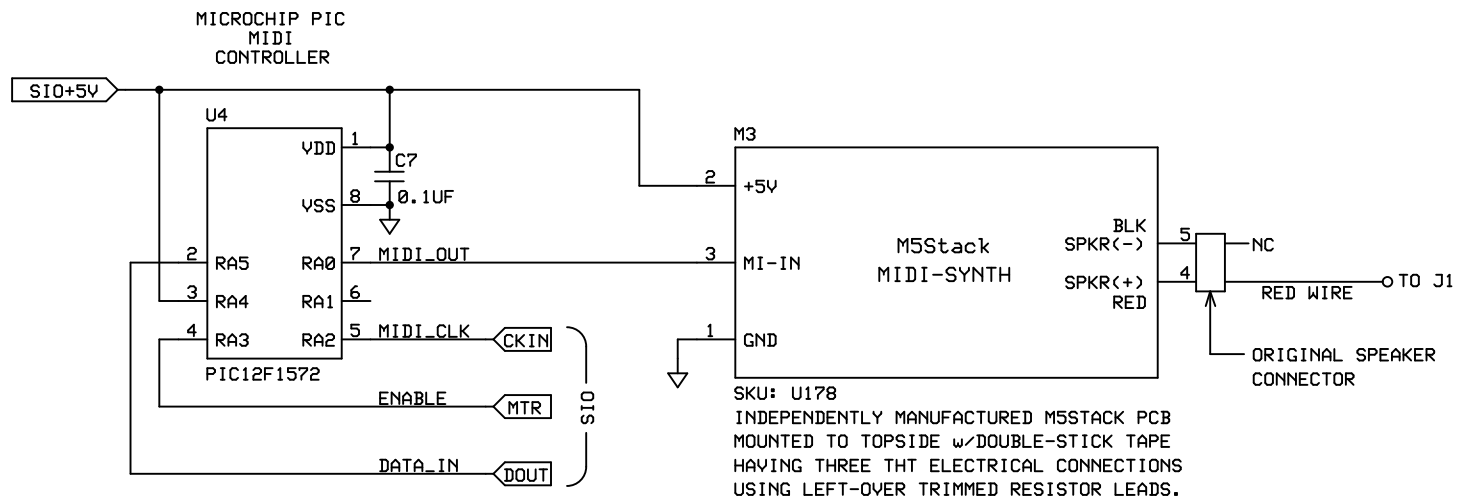 MICROCHIP PIC
MIDI
CONTROLLER
SIO+5V
U4
VDD 1
C7
0.1UF
VSS 8
2 RA5
RA0 7 MIDI_OUT
3 RA4
RA1 6
4 RA3
RA2 5 MIDI_CLK CKIN
PIC12F1572
ENABLE MTR
DATA_IN DOUT
SIO
M3
2 +5V
3 MI-IN
1 GND
M5Stack
MIDI-SYNTH
BLK
SPKR(-) 5 NC
SPKR(+) 4
RED
RED WIRE
TO J1
ORIGINAL SPEAKER
CONNECTOR
SKU: U178
INDEPENDENTLY MANUFACTURED M5STACK PCB
MOUNTED TO TOPSIDE w/DOUBLE-STICK TAPE
HAVING THREE THT ELECTRICAL CONNECTIONS
USING LEFT-OVER TRIMMED RESISTOR LEADS.